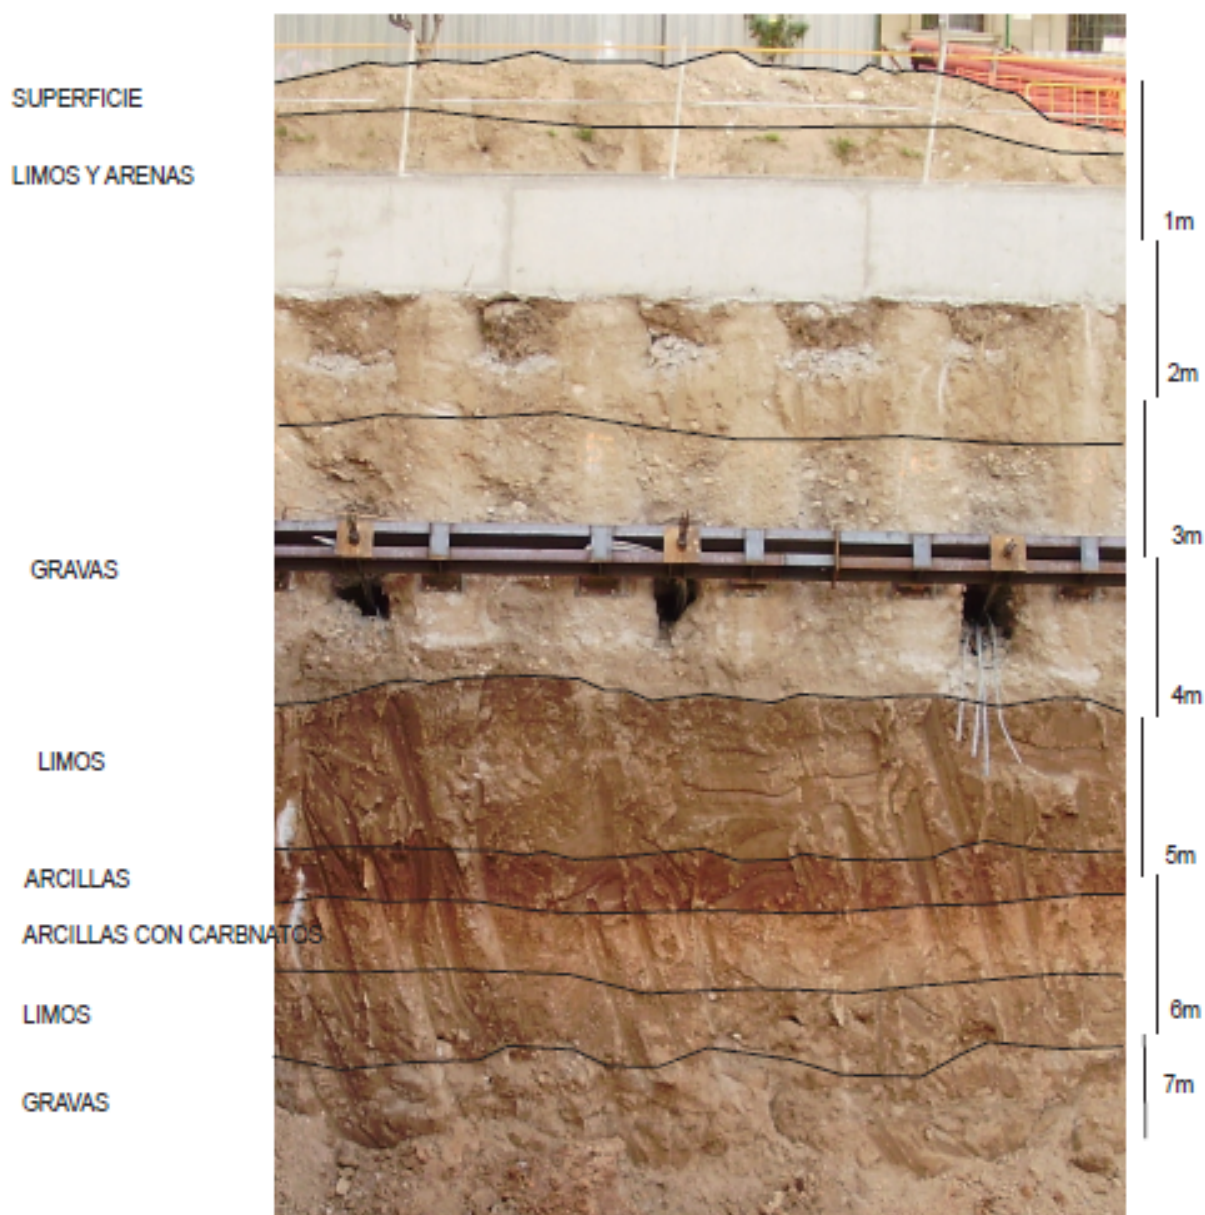 SUPERFICIE
LIMOS Y ARENAS
1m
2m
3m
GRAVAS
4m
LIMOS
5m
ARCILLAS
ARCILLAS CON CARBNATOS
6m
LIMOS
7m
GRAVAS